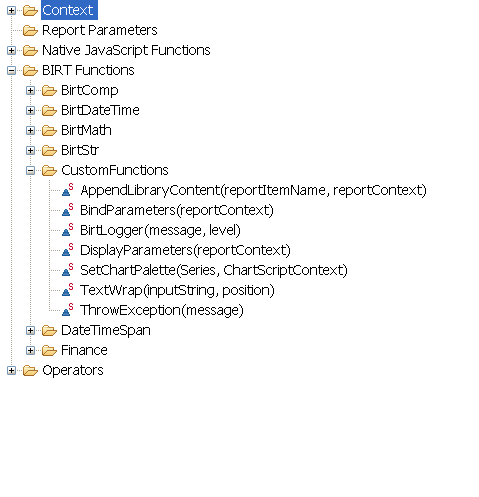 Context
Report Parameters
Native JavaScript Functions
BIRT Functions
BirtComp
BirtDateTime
BirtMath
BirtStr
CustomFunctions
S AppendLibraryContent(reportItemName, reportContext)
S BindParameters(reportContext)
S BirtLogger(message, level)
S DisplayParameters(reportContext)
S SetChartPalette(Series, ChartScriptContext)
S TextWrap(inputString, position)
S ThrowException(message)
DateTimeSpan
Finance
Operators